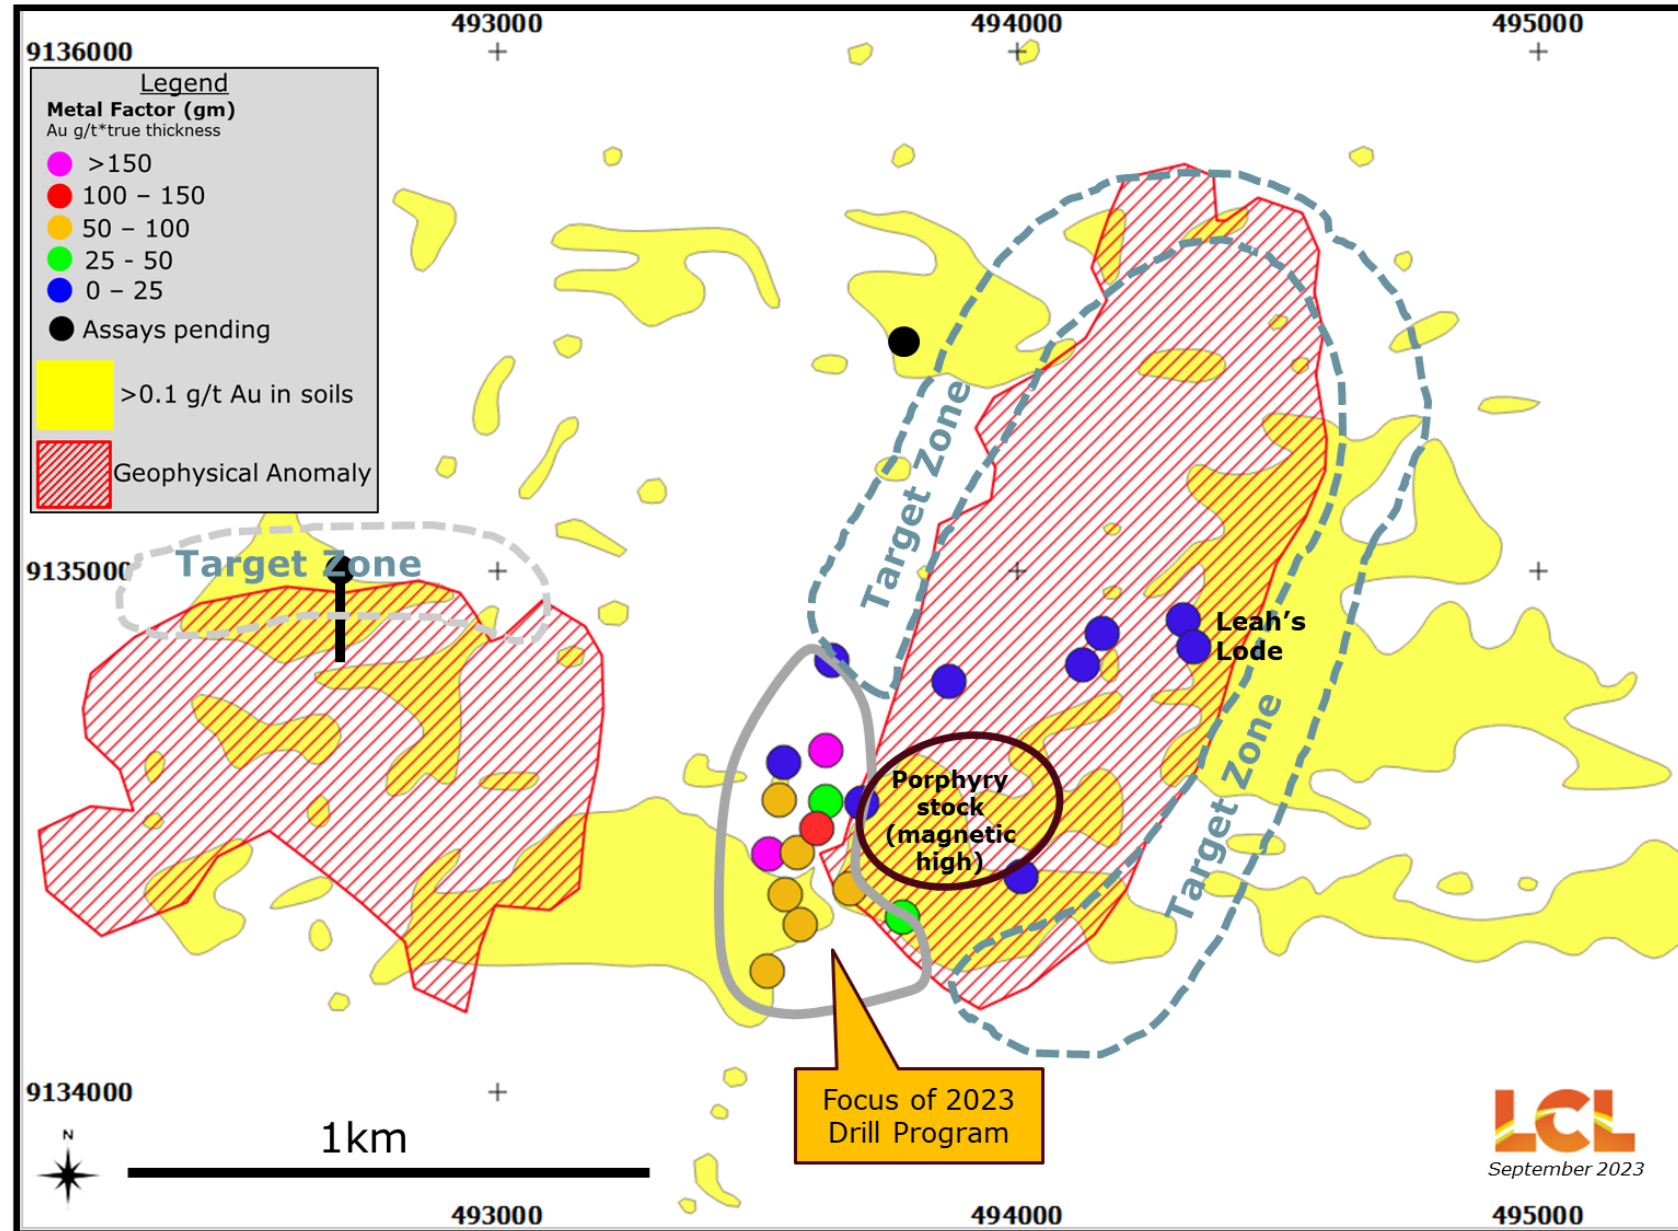 493000
494000
495000
9136000
Legend
Metal Factor (gm)
Au g/t*true thickness
>150
100 – 150
50 – 100
25 - 50
0 – 25
Assays pending
>0.1 g/t Au in soils
Geophysical Anomaly
Target Zone
Target Zone
9135000
Leah's
Lode
Target Zone
Porphyry
stock
(magnetic
high)
9134000
Focus of 2023
Drill Program
1km
N
LCL
September 2023
493000
494000
495000